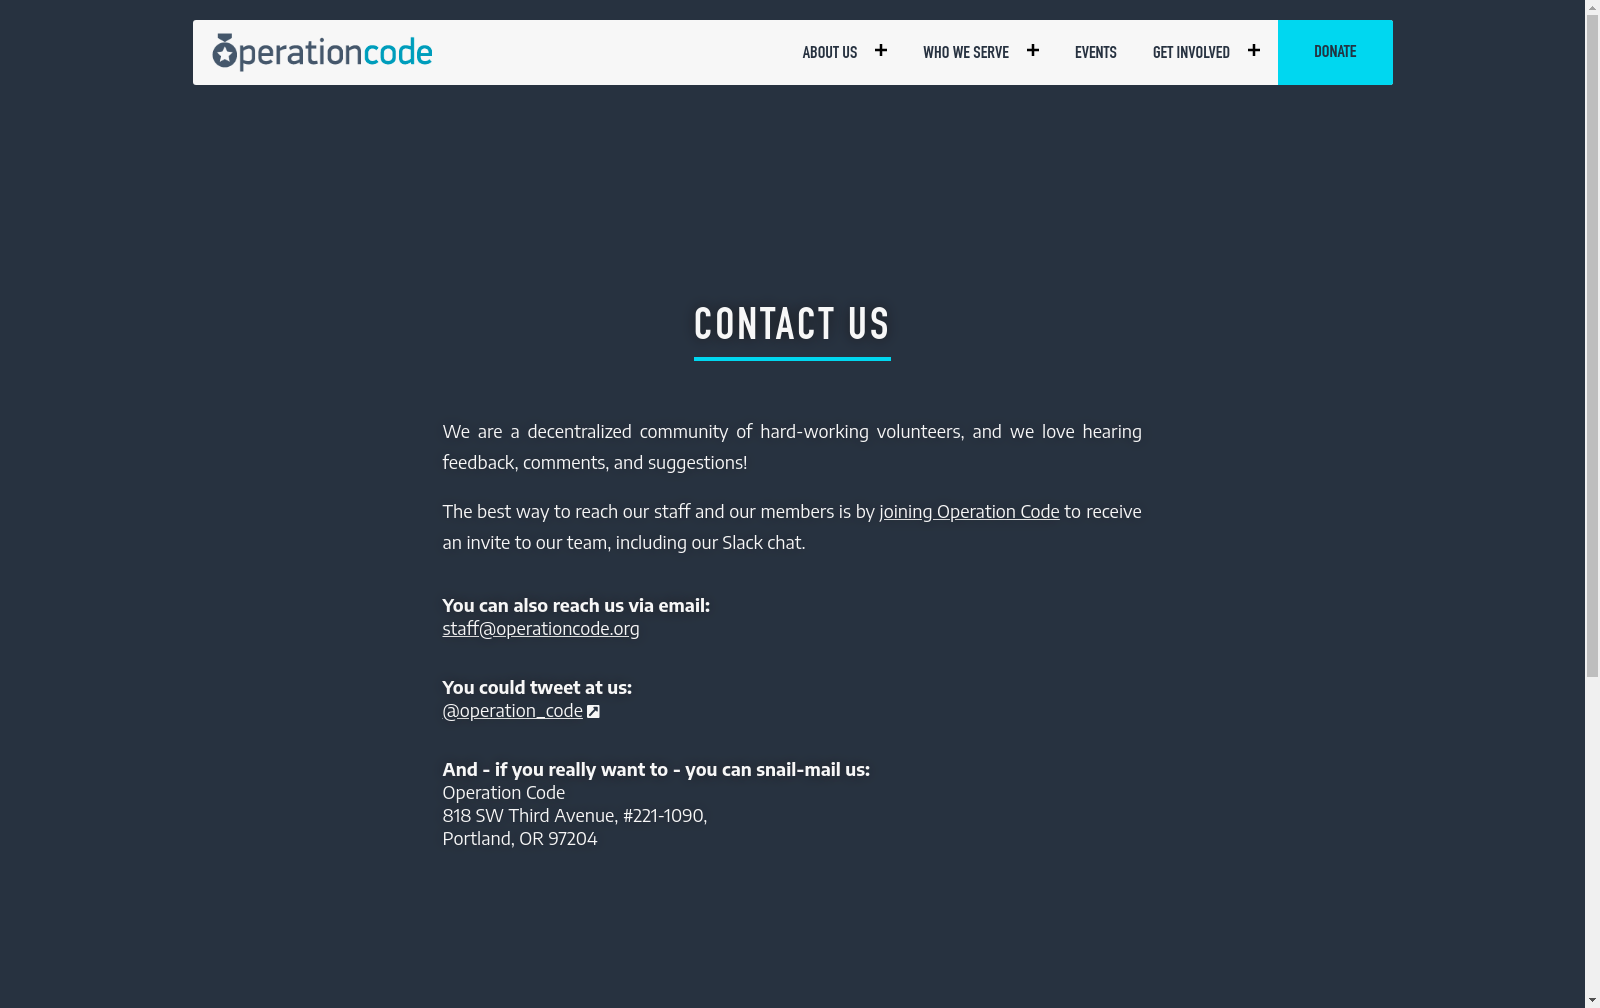 operationcode
ABOUT US + WHO WE SERVE + EVENTS GET INVOLVED + DONATE
CONTACT US
We are a decentralized community of hard-working volunteers, and we love hearing
feedback, comments, and suggestions!
The best way to reach our staff and our members is by joining Operation Code to receive
an invite to our team, including our Slack chat.
You can also reach us via email:
staff@operationcode.org
You could tweet at us:
@operation_code
And - if you really want to - you can snail-mail us:
Operation Code
818 SW Third Avenue, #221-1090,
Portland, OR 97204